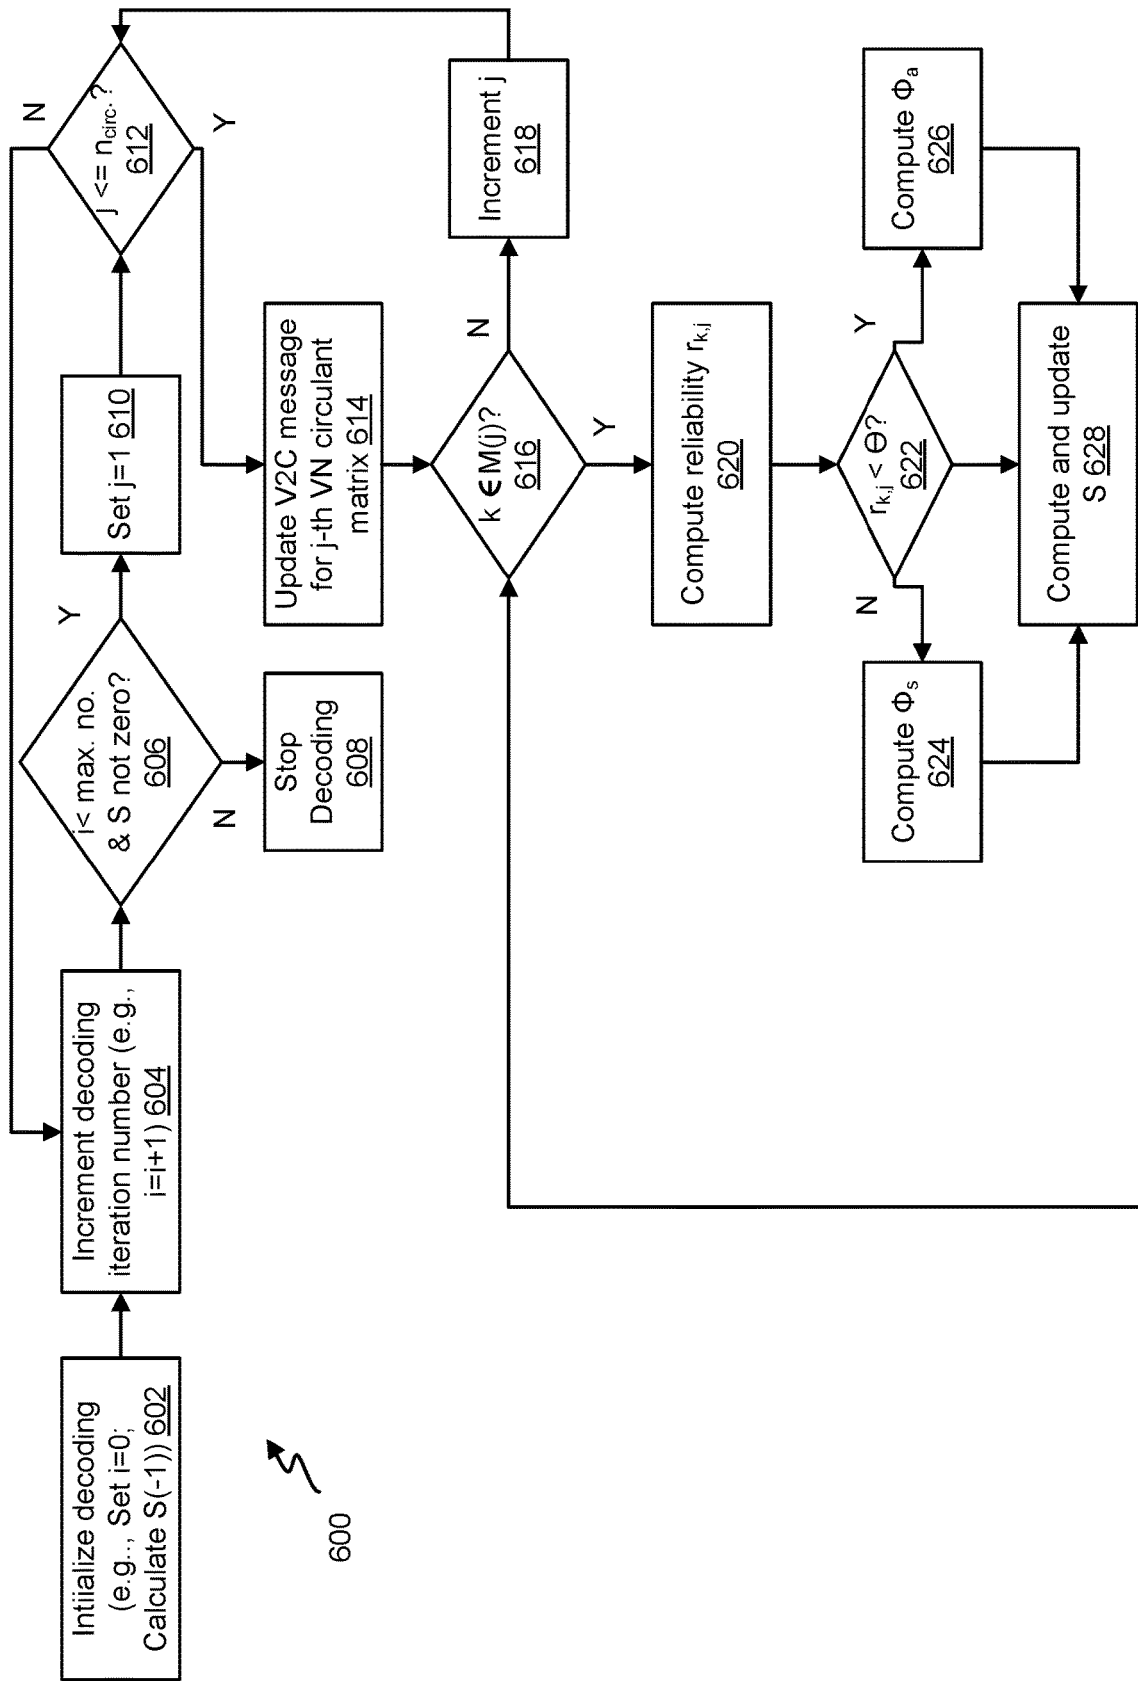 Intiialize decoding
(e.g.., Set i=0;
Calculate S(-1)) 602
Increment decoding
iteration number (e.g.,
i=i+1) 604
i< max. no.
& S not zero?
606
Y
N
Stop
Decoding
608
Set j=1 610
j <= n_circ. ?
612
N
Y
Update V2C message
for j-th VN circulant
matrix 614
k ϵ M(j)?
616
N
Y
Increment j
618
Compute reliability r_k,j
620
r_k,j < Θ?
622
N
Y
Compute Φ_s
624
Compute Φ_a
626
Compute and update
S 628
600